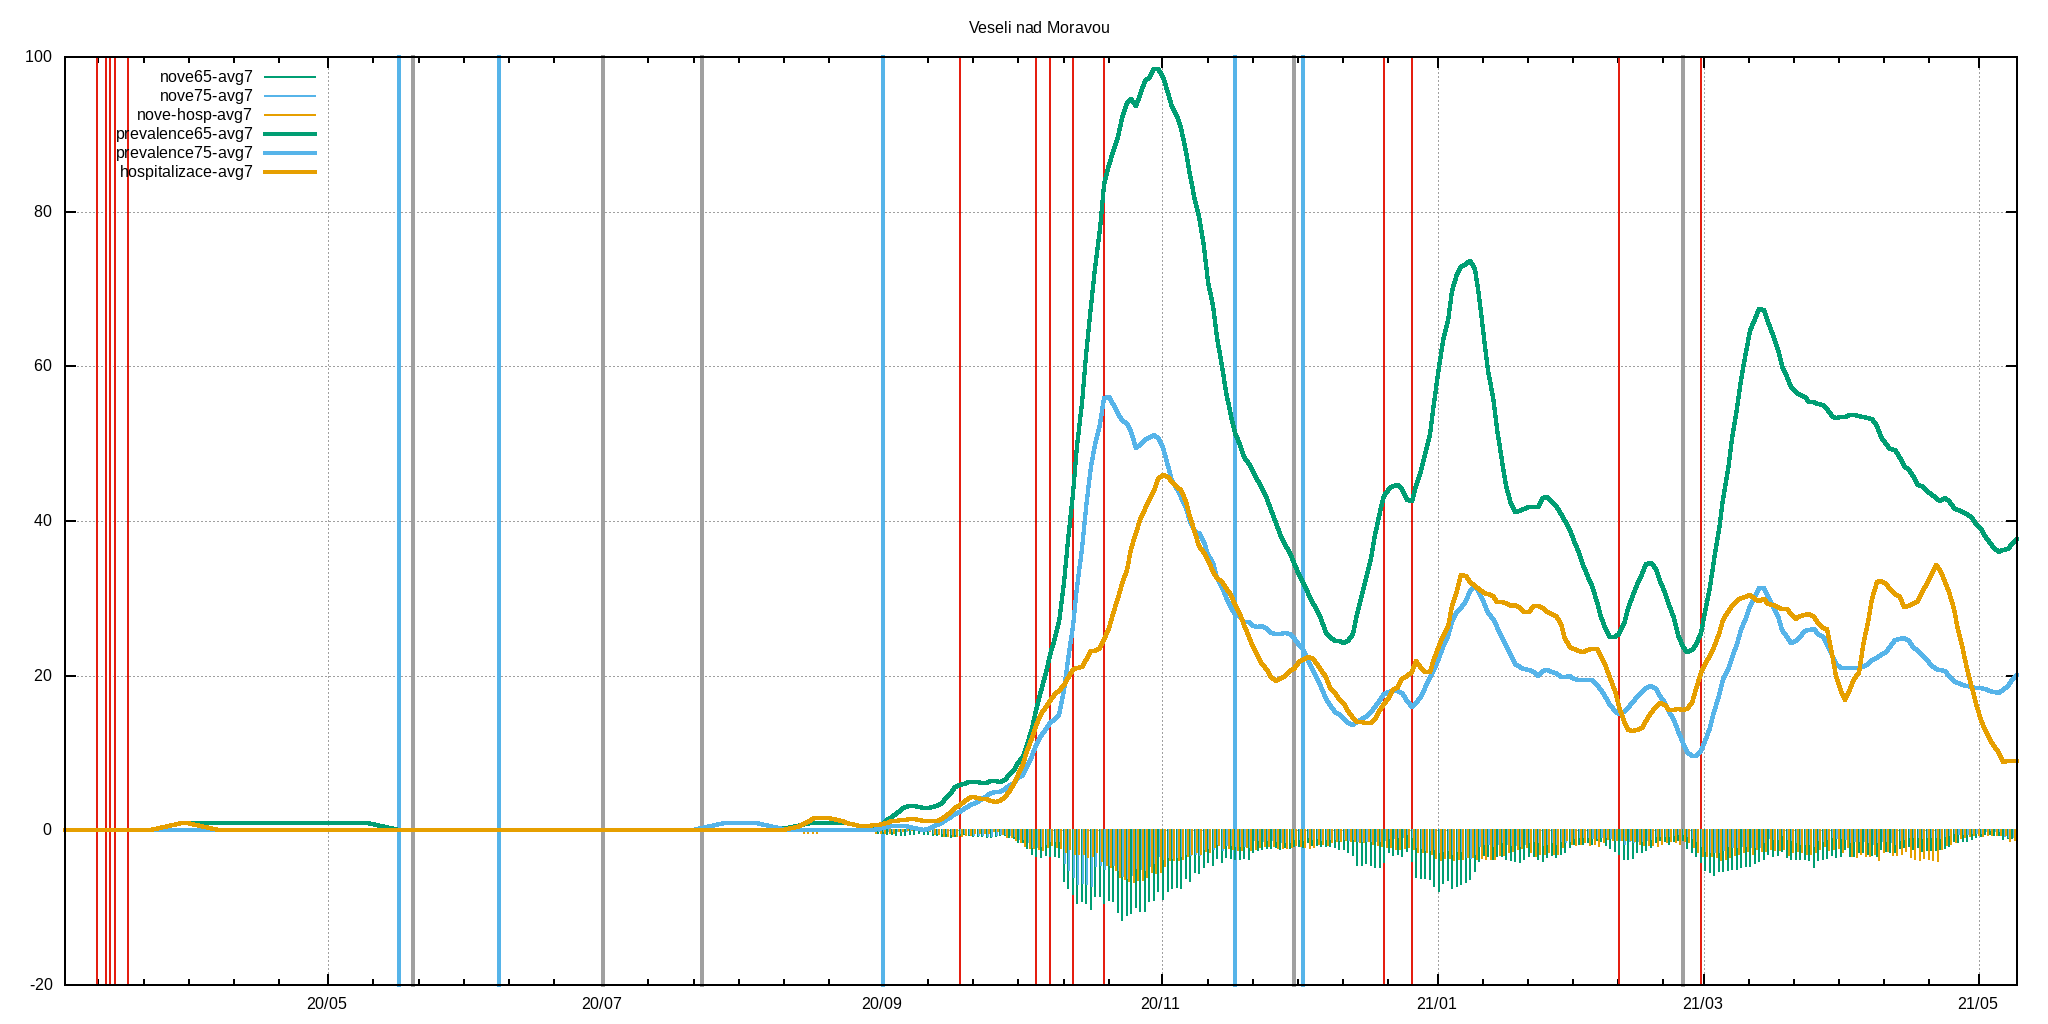 Veseli nad Moravou
100
nove65-avg7
nove75-avg7
nove-hosp-avg7
prevalence65-avg7
prevalence75-avg7
hospitalizace-avg7
80
60
40
20
0
-20
20/05 20/07 20/09 20/11 21/01 21/03 21/05